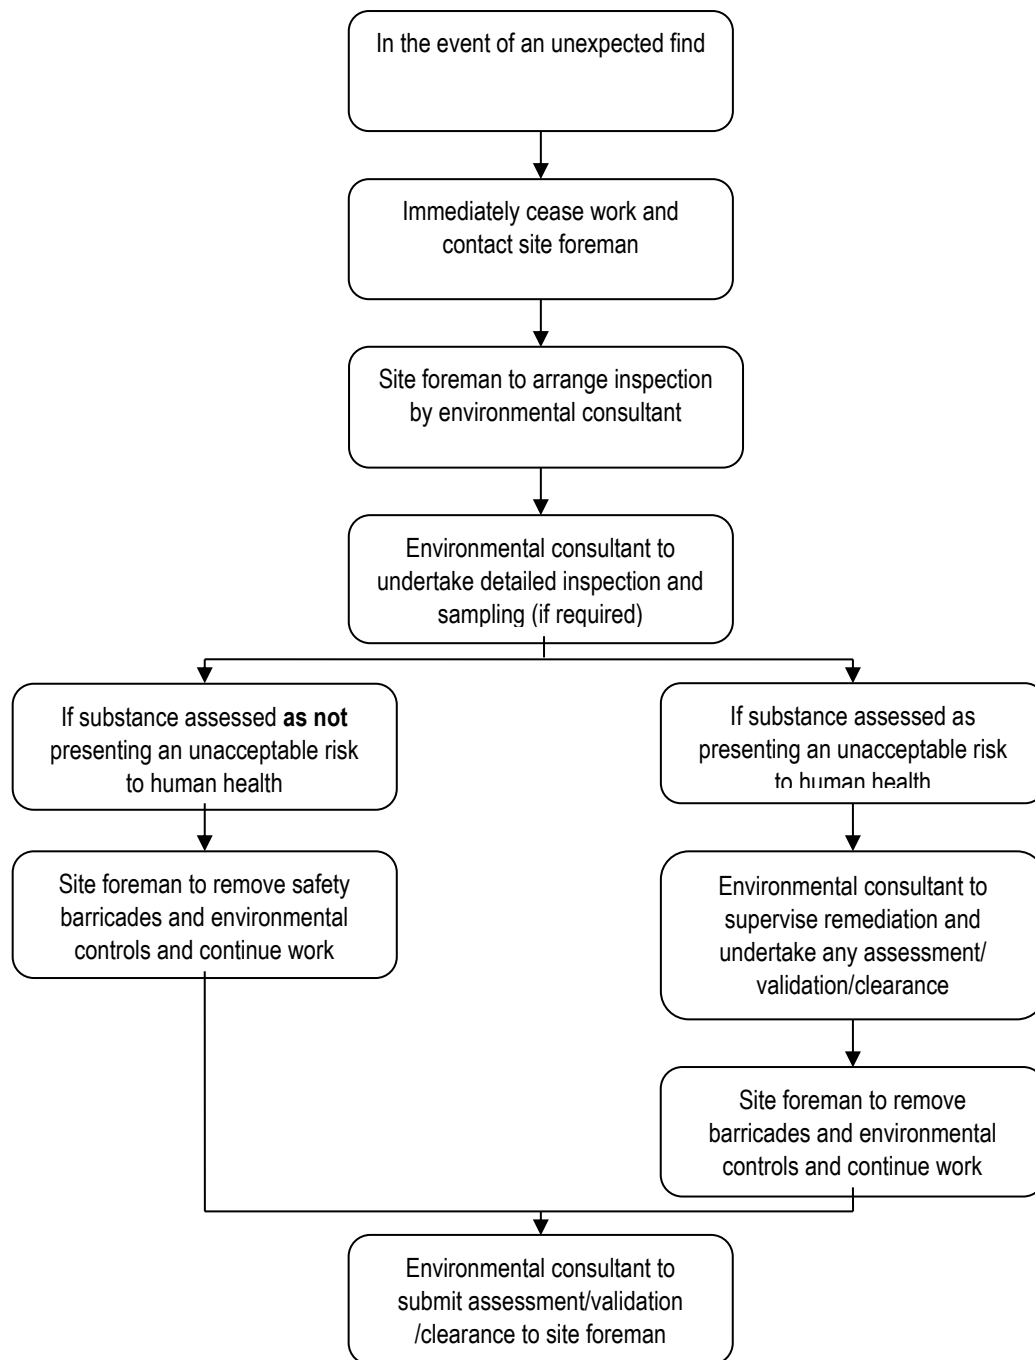 In the event of an unexpected find
Immediately cease work and
contact site foreman
Site foreman to arrange inspection
by environmental consultant
Environmental consultant to
undertake detailed inspection and
sampling (if required)
If substance assessed as not
presenting an unacceptable risk
to human health
If substance assessed as
presenting an unacceptable risk
to human health
Site foreman to remove safety
barricades and environmental
controls and continue work
Environmental consultant to
supervise remediation and
undertake any assessment/
validation/clearance
Site foreman to remove
barricades and environmental
controls and continue work
Environmental consultant to
submit assessment/validation
/clearance to site foreman